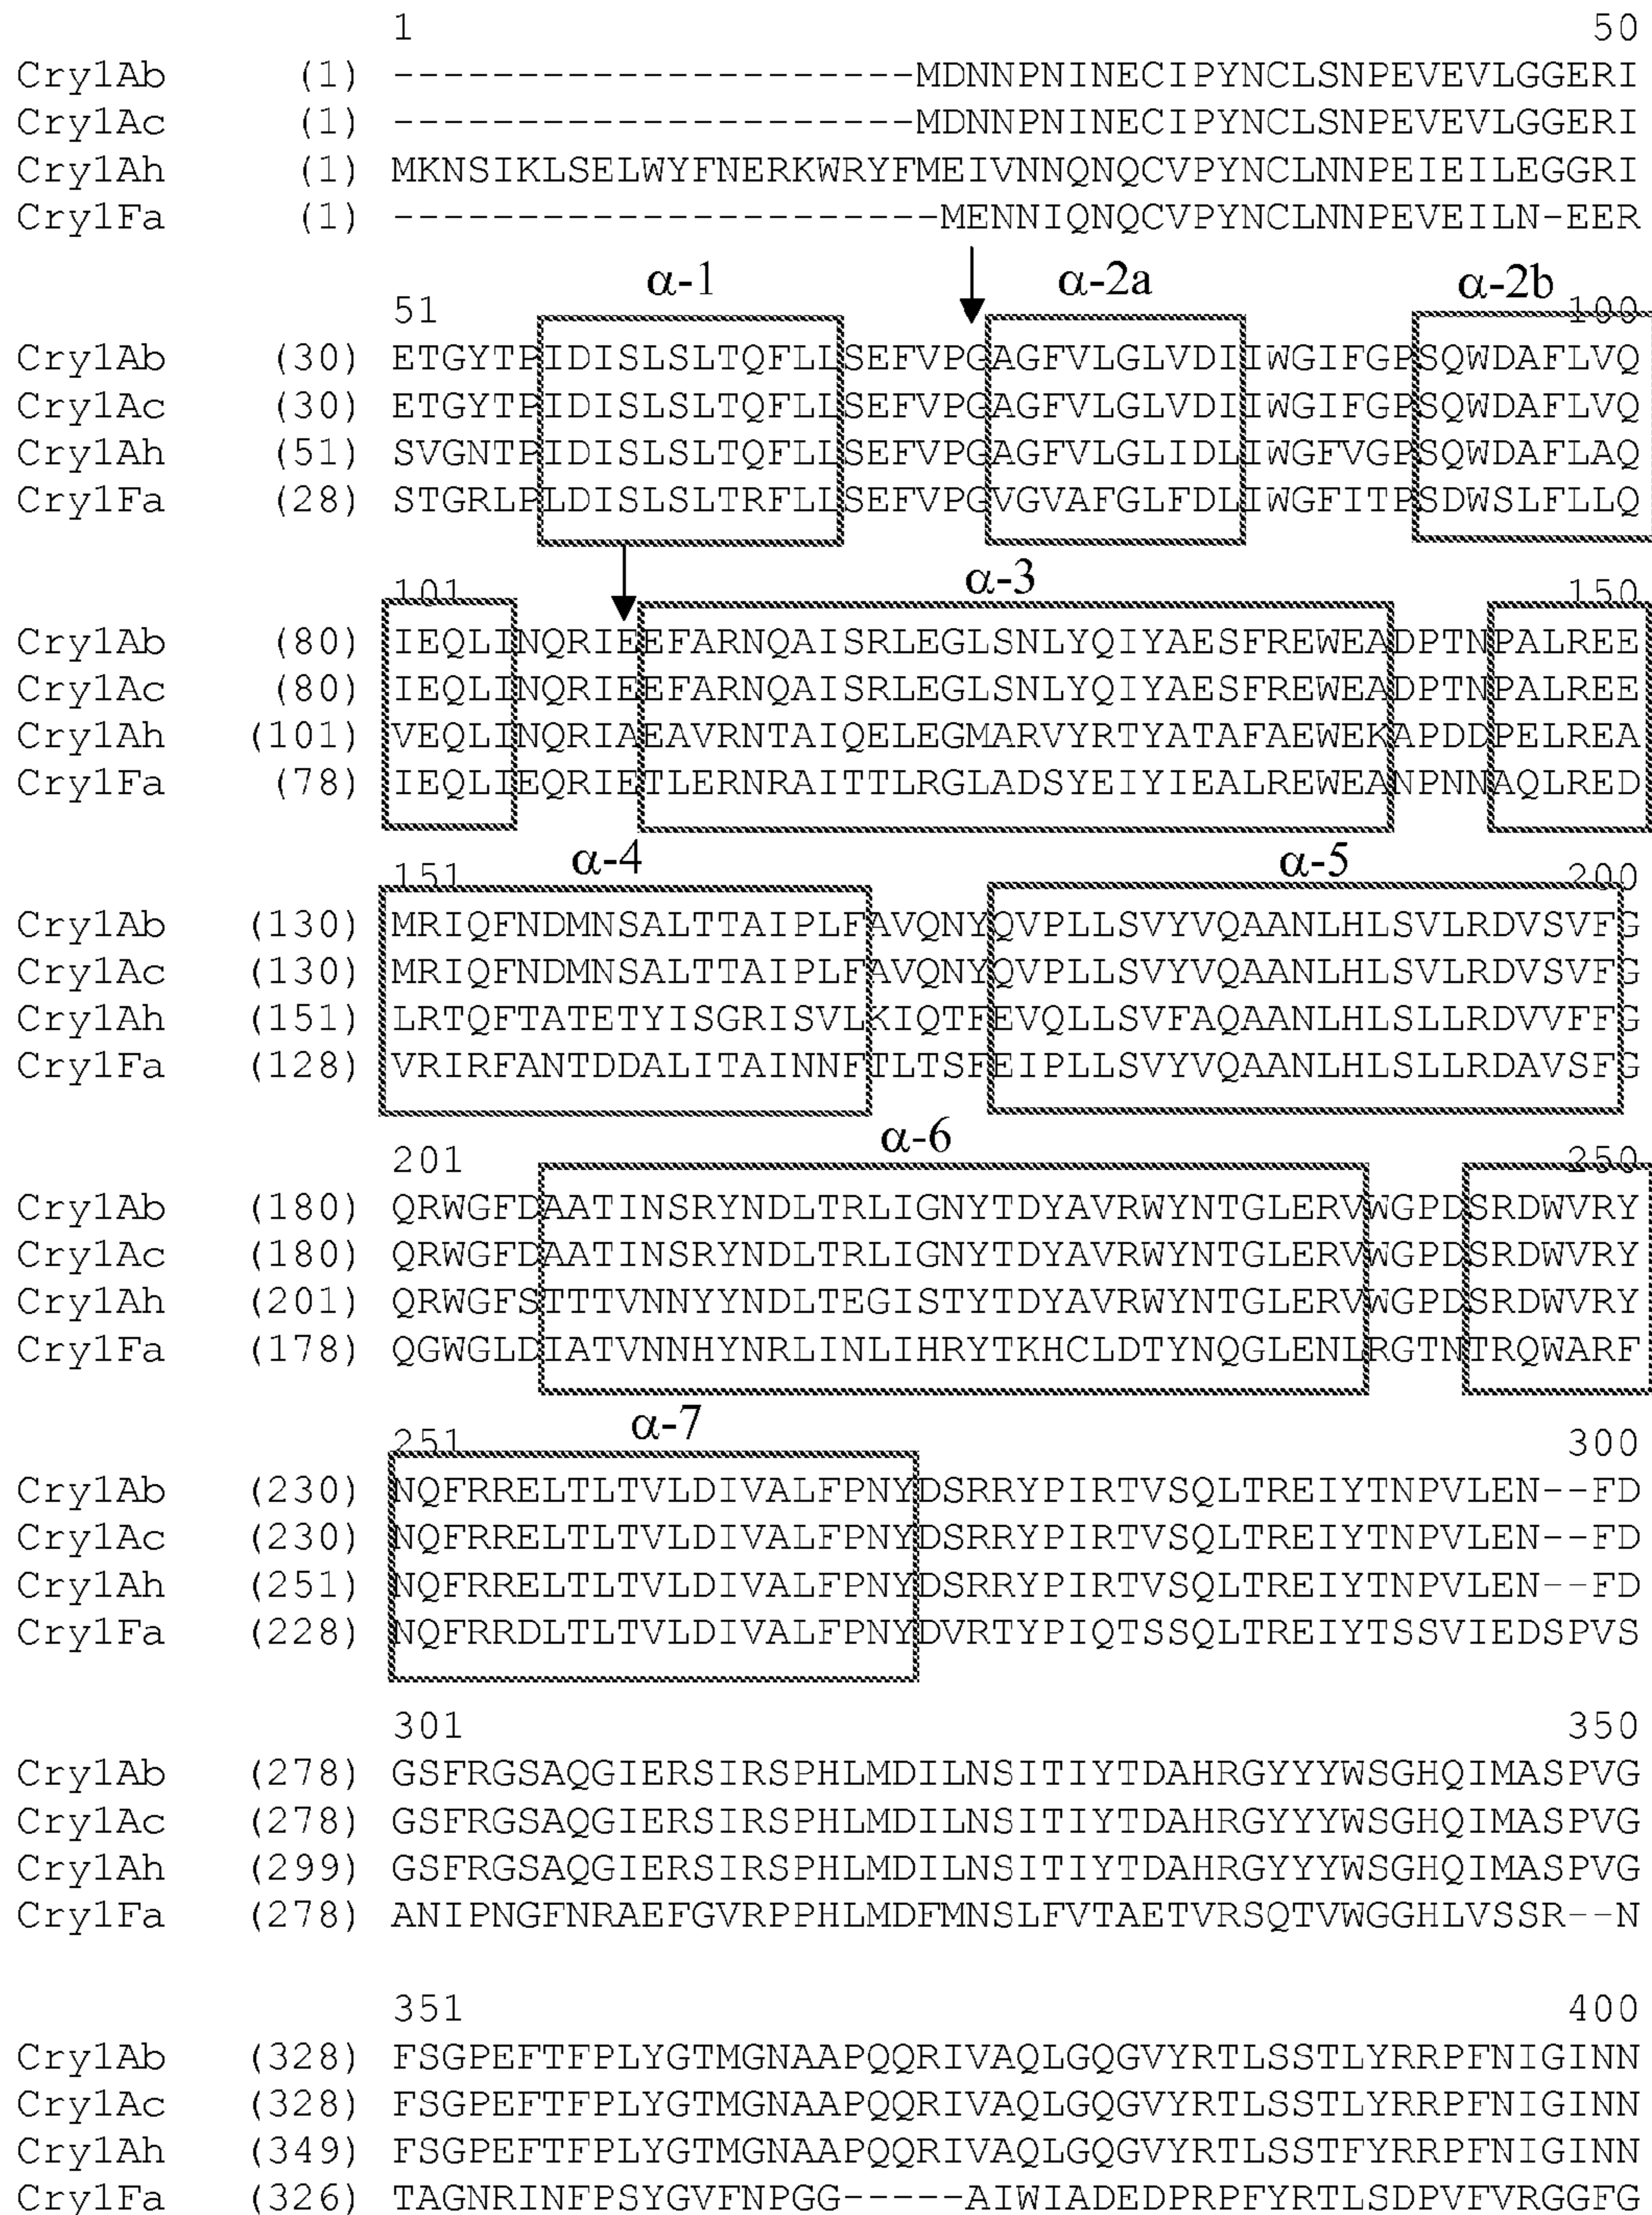 1 50
Cry1Ab (1) ---------------------MDNNPNINECIPYNCLSNPEVEVLGGERI
Cry1Ac (1) ---------------------MDNNPNINECIPYNCLSNPEVEVLGGERI
Cry1Ah (1) MKNSIKLSELWYFNERKWRYFMEIVNNQNQCVPYNCLNNPEIEILEGGRI
Cry1Fa (1) ----------------------MENNIQNQCVPYNCLNNPEVEILN-EER
α-1 α-2a α-2b
51 100
Cry1Ab (30) ETGYTPIDISLSLTQFLLSEFVPGAGFVLGLVDIIWGIFGPSQWDAFLVQ
Cry1Ac (30) ETGYTPIDISLSLTQFLLSEFVPGAGFVLGLVDIIWGIFGPSQWDAFLVQ
Cry1Ah (51) SVGNTPIDISLSLTQFLLSEFVPGAGFVLGLIDLIWGFVGPSQWDAFLAQ
Cry1Fa (28) STGRLPLDISLSLTRFLLSEFVPGVGVAFGLFDLIWGFITPSDWSLFLLQ
α-3
101 150
Cry1Ab (80) IEQLINQRIEEFARNQAISRLEGLSNLYQIYAESFREWEADPTNPALREE
Cry1Ac (80) IEQLINQRIEEFARNQAISRLEGLSNLYQIYAESFREWEADPTNPALREE
Cry1Ah (101) VEQLINQRIAEAVRNTAIQELEGMARVYRTYATAFAEWEKAPDDPELREA
Cry1Fa (78) IEQLIEQRIETLERNRAITTLRGLADSYEIYIEALREWEANPNNAQLRED
α-4 α-5
151 200
Cry1Ab (130) MRIQFNDMNSALTTAIPLFAVQNYQVPLLSVYVQAANLHLSVLRDVSVFG
Cry1Ac (130) MRIQFNDMNSALTTAIPLFAVQNYQVPLLSVYVQAANLHLSVLRDVSVFG
Cry1Ah (151) LRTQFTATETYISGRISVLKIQTFEVQLLSVFAQAANLHLSLLRDVVFFG
Cry1Fa (128) VRIRFANTDDALITAINNFTLTSFEIPLLSVYVQAANLHLSLLRDAVSFG
α-6
201 250
Cry1Ab (180) QRWGFDAATINSRYNDLTRLIGNYTDYAVRWYNTGLERVWGPDSRDWVRY
Cry1Ac (180) QRWGFDAATINSRYNDLTRLIGNYTDYAVRWYNTGLERVWGPDSRDWVRY
Cry1Ah (201) QRWGFSTTTVNNYYNDLTEGISTYTDYAVRWYNTGLERVWGPDSRDWVRY
Cry1Fa (178) QGWGLDIATVNNHYNRLINLIHRYTKHCLDTYNQGLENLRGTNTRQWARF
α-7
251 300
Cry1Ab (230) NQFRRELTLTVLDIVALFPNYDSRRYPIRTVSQLTREIYTNPVLEN--FD
Cry1Ac (230) NQFRRELTLTVLDIVALFPNYDSRRYPIRTVSQLTREIYTNPVLEN--FD
Cry1Ah (251) NQFRRELTLTVLDIVALFPNYDSRRYPIRTVSQLTREIYTNPVLEN--FD
Cry1Fa (228) NQFRRDLTLTVLDIVALFPNYDVRTYPIQTSSQLTREIYTSSVIEDSPVS
301 350
Cry1Ab (278) GSFRGSAQGIERSIRSPHLMDILNSITIYTDAHRGYYYWSGHQIMASPVG
Cry1Ac (278) GSFRGSAQGIERSIRSPHLMDILNSITIYTDAHRGYYYWSGHQIMASPVG
Cry1Ah (299) GSFRGSAQGIERSIRSPHLMDILNSITIYTDAHRGYYYWSGHQIMASPVG
Cry1Fa (278) ANIPNGFNRAEFGVRPPHLMDFMNSLFVTAETVRSQTVWGGHLVSSR--N
351 400
Cry1Ab (328) FSGPEFTFPLYGTMGNAAPQQRIVAQLGQGVYRTLSSTLYRRPFNIGINN
Cry1Ac (328) FSGPEFTFPLYGTMGNAAPQQRIVAQLGQGVYRTLSSTLYRRPFNIGINN
Cry1Ah (349) FSGPEFTFPLYGTMGNAAPQQRIVAQLGQGVYRTLSSTFYRRPFNIGINN
Cry1Fa (326) TAGNRINFPSYGVFNPGG-----AIWIADEDPRPFYRTLSDPVFVRGGFG